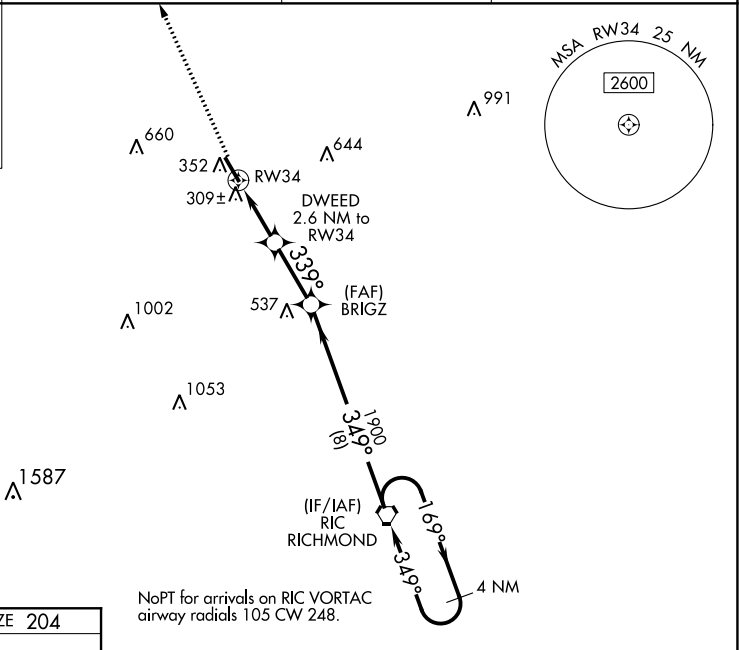 MSA RW34 25 NM
2600
991
660
644
352
RW34
309±
DWEED
2.6 NM to
RW34
339°
(FAF)
BRIGZ
537
1002
1053
1900
349°
(8)
1587
(IF/IAF)
RIC
RICHMOND
169°
349°
4 NM
NoPT for arrivals on RIC VORTAC
airway radials 105 CW 248.
ZE 204